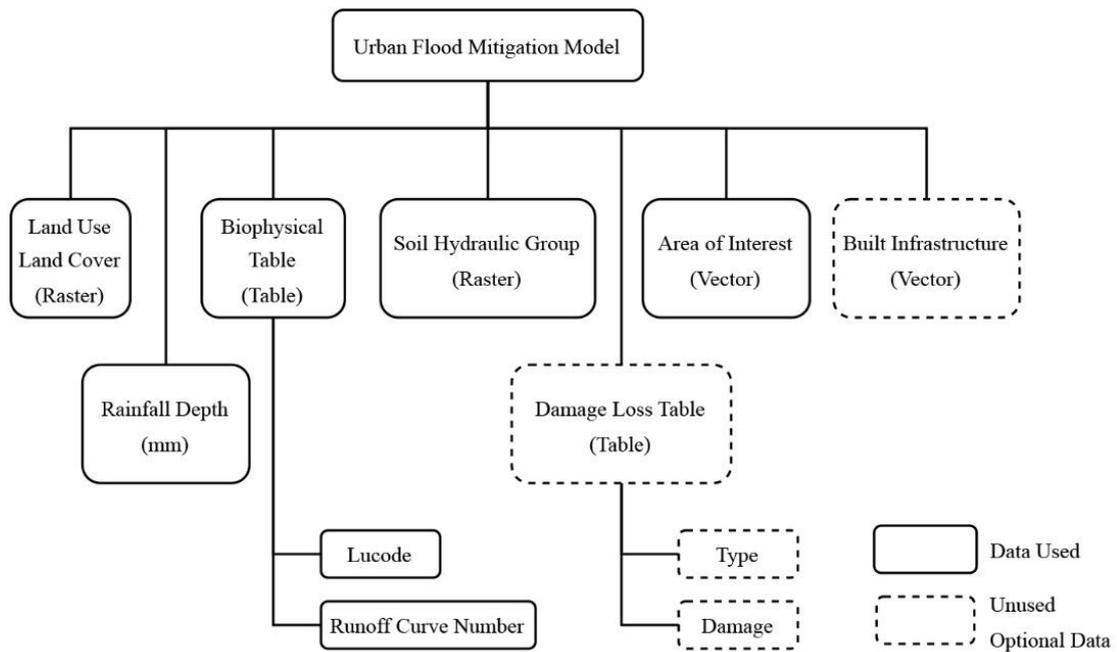 Urban Flood Mitigation Model
Land Use
Land Cover
(Raster)
Biophysical
Table
(Table)
Soil Hydraulic Group
(Raster)
Area of Interest
(Vector)
Built Infrastructure
(Vector)
Rainfall Depth
(mm)
Damage Loss Table
(Table)
Lucode
Runoff Curve Number
Type
Damage
Data Used
Unused
Optional Data